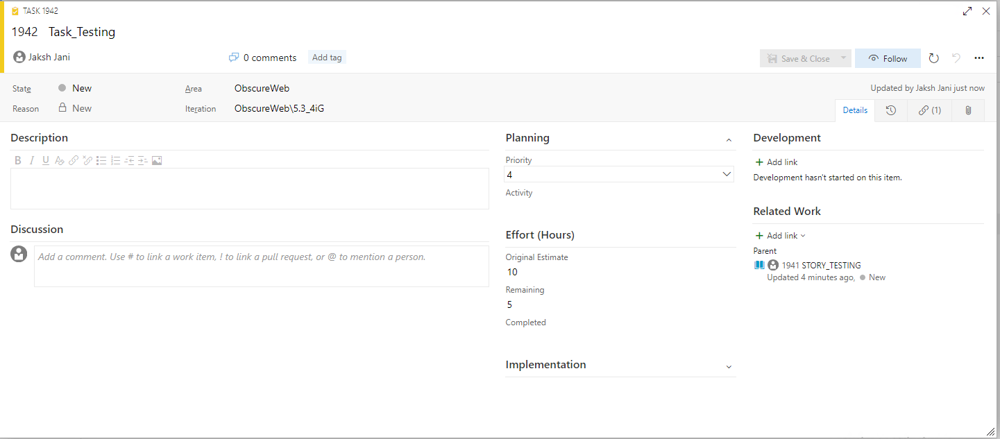 TASK 1942
1942 Task_Testing
Jaksh Jani
0 comments
Add tag
Save & Close
Follow
State
New
Area
ObscureWeb
Updated by Jaksh Jani just now
Reason
New
Iteration
ObscureWeb\5.3_4iG
Details
(1)
Description
B I U
Discussion
Add a comment. Use # to link a work item, ! to link a pull request, or @ to mention a person.
Planning
Priority
4
Activity
Effort (Hours)
Original Estimate
10
Remaining
5
Completed
Implementation
Development
Add link
Development hasn't started on this item.
Related Work
Add link
Parent
1941 STORY_TESTING
Updated 4 minutes ago, New